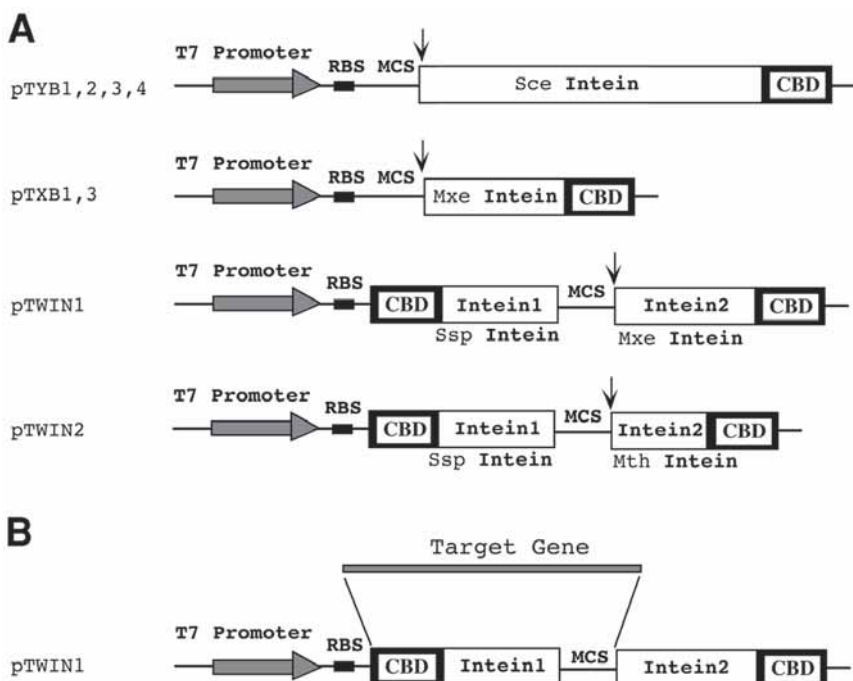 A
T7 Promoter
RBS MCS
pTYB1,2,3,4
Sce Intein
CBD
T7 Promoter
RBS MCS
pTXB1,3
Mxe Intein
CBD
T7 Promoter
RBS
MCS
pTWIN1
CBD
Intein1
Intein2
CBD
Ssp Intein
Mxe Intein
T7 Promoter
RBS
MCS
pTWIN2
CBD
Intein1
Intein2
CBD
Ssp Intein
Mth Intein
B
Target Gene
T7 Promoter
RBS
MCS
pTWIN1
CBD
Intein1
Intein2
CBD